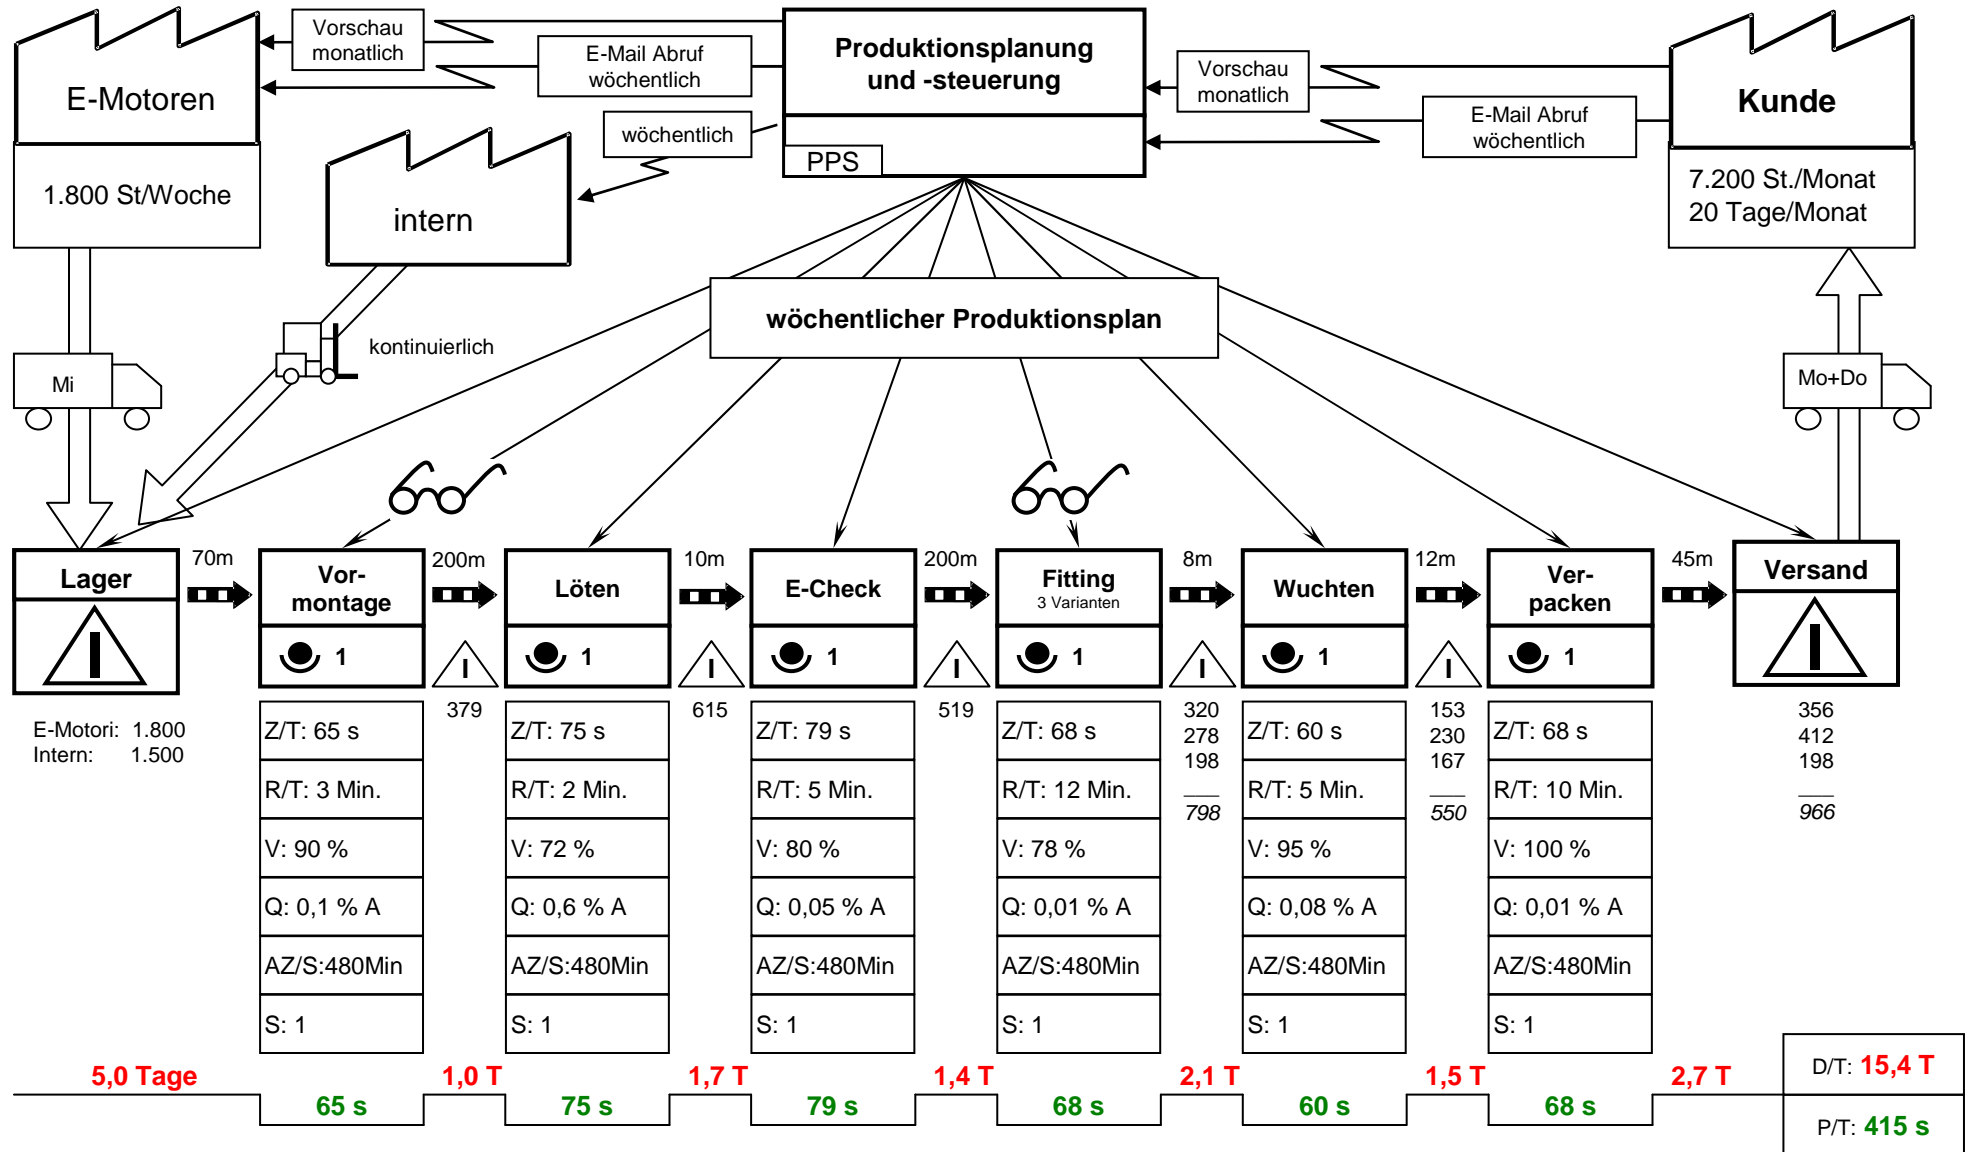 Vorschau
monatlich
E-Mail Abruf
wöchentlich
Produktionsplanung
und -steuerung
PPS
Vorschau
monatlich
E-Mail Abruf
wöchentlich
Kunde
7.200 St./Monat
20 Tage/Monat
E-Motoren
1.800 St/Woche
wöchentlich
intern
wöchentlicher Produktionsplan
kontinuierlich
Mi
Mo+Do
Lager
70m
Vor-
montage
1
200m
Löten
1
10m
E-Check
1
200m
Fitting
3 Varianten
1
8m
Wuchten
1
12m
Ver-
packen
1
45m
Versand
I
I
I
I
I
I
I
E-Motori: 1.800
Intern: 1.500
Z/T: 65 s
R/T: 3 Min.
V: 90 %
Q: 0,1 % A
AZ/S:480Min
S: 1
379
Z/T: 75 s
R/T: 2 Min.
V: 72 %
Q: 0,6 % A
AZ/S:480Min
S: 1
615
Z/T: 79 s
R/T: 5 Min.
V: 80 %
Q: 0,05 % A
AZ/S:480Min
S: 1
519
Z/T: 68 s
R/T: 12 Min.
V: 78 %
Q: 0,01 % A
AZ/S:480Min
S: 1
320
278
198
798
Z/T: 60 s
R/T: 5 Min.
V: 95 %
Q: 0,08 % A
AZ/S:480Min
S: 1
153
230
167
550
Z/T: 68 s
R/T: 10 Min.
V: 100 %
Q: 0,01 % A
AZ/S:480Min
S: 1
356
412
198
966
5,0 Tage
65 s
1,0 T
75 s
1,7 T
79 s
1,4 T
68 s
2,1 T
60 s
1,5 T
68 s
2,7 T
D/T: 15,4 T
P/T: 415 s